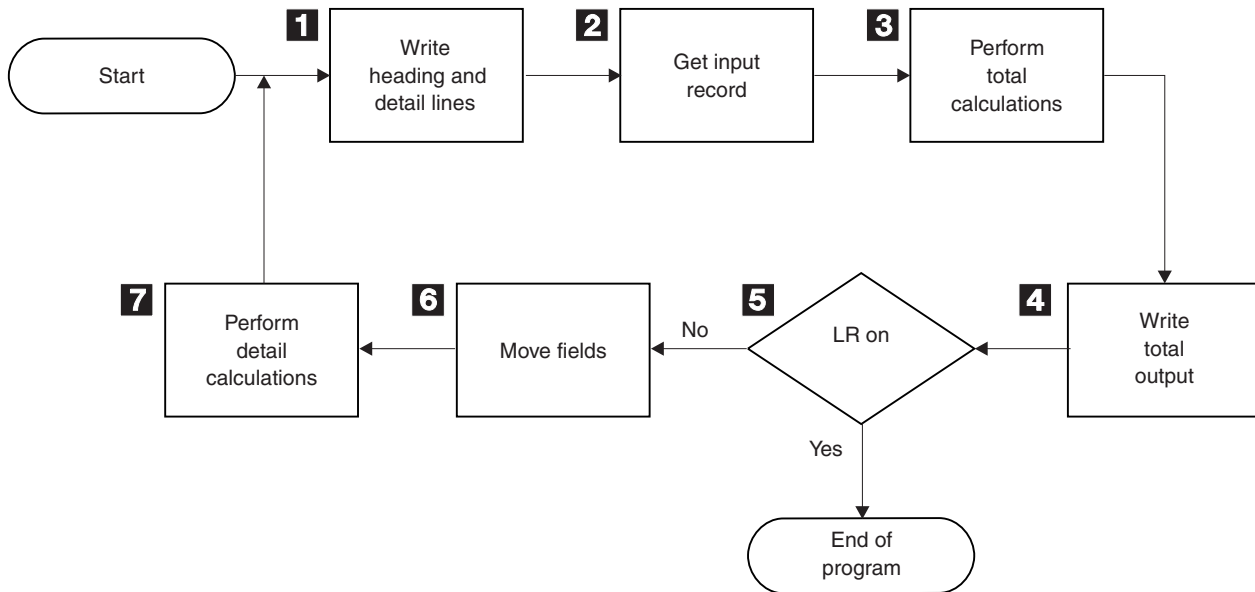 Start
1
Write
heading and
detail lines
2
Get input
record
3
Perform
total
calculations
4
Write
total
output
5
LR on
No
Yes
6
Move fields
7
Perform
detail
calculations
End of
program